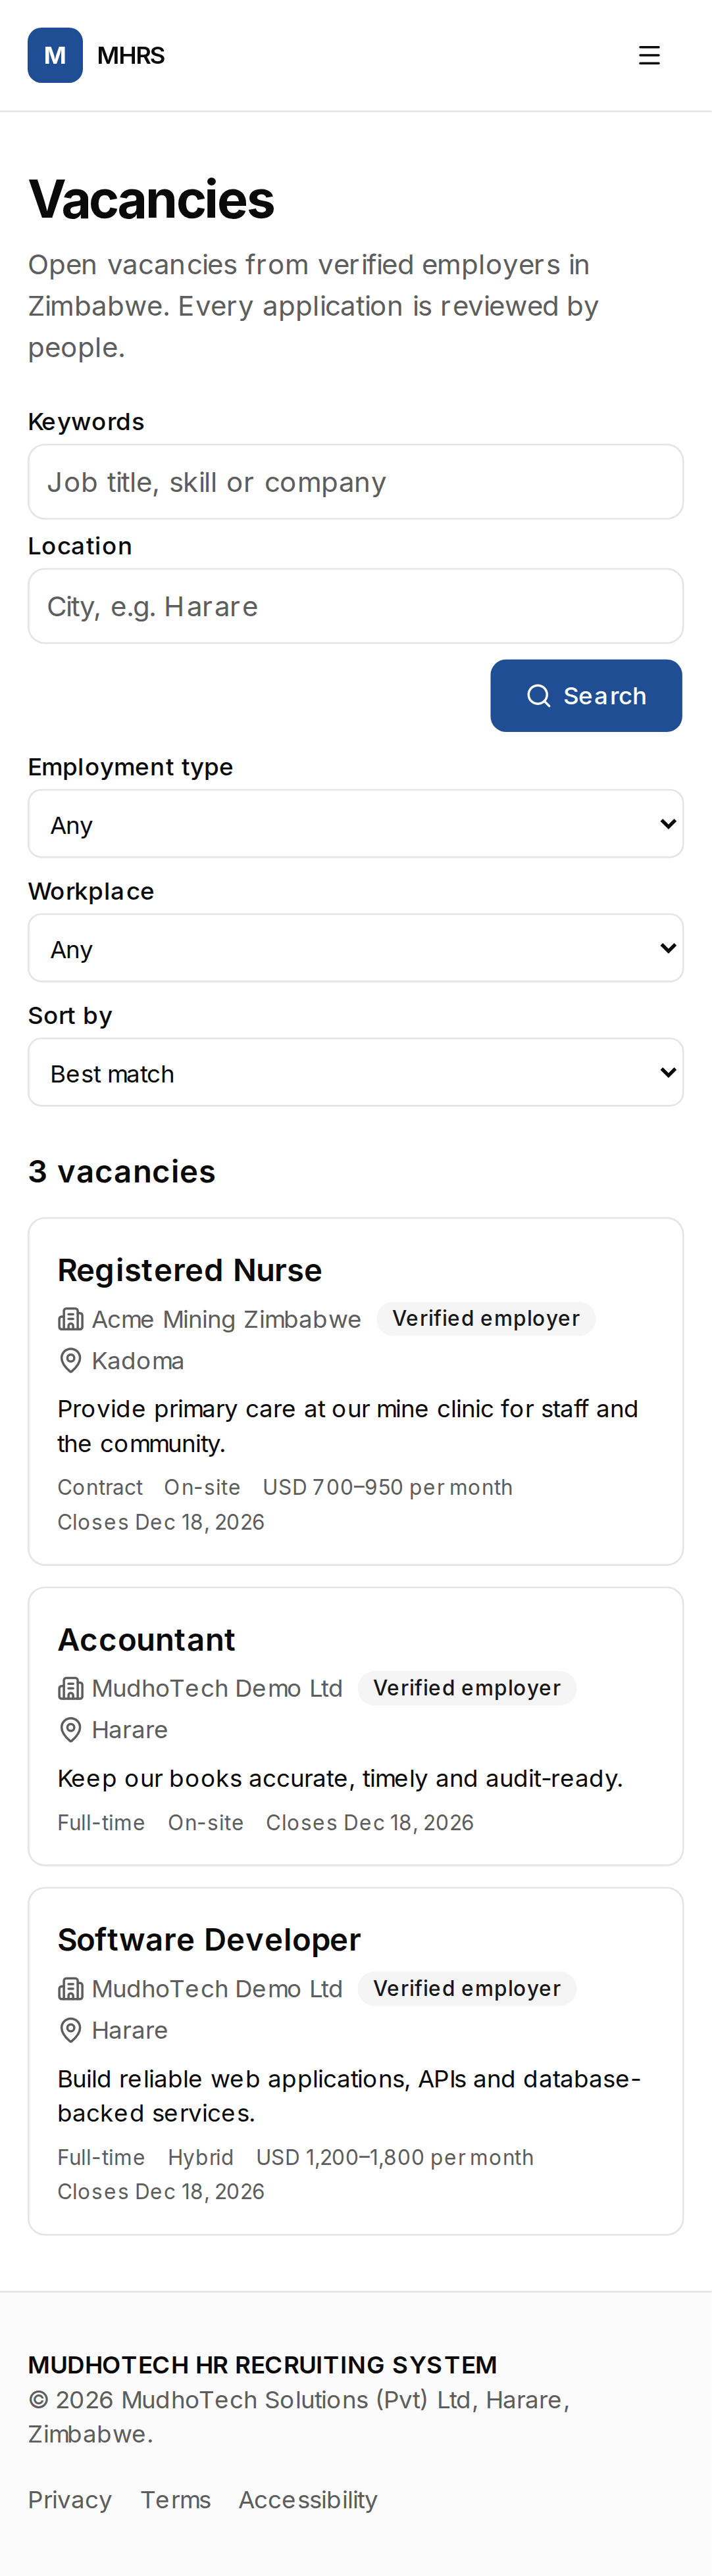 M MHRS
Vacancies
Open vacancies from verified employers in
Zimbabwe. Every application is reviewed by
people.
Keywords
Job title, skill or company
Location
City, e.g. Harare
Search
Employment type
Any
Workplace
Any
Sort by
Best match
3 vacancies
Registered Nurse
Acme Mining Zimbabwe Verified employer
Kadoma
Provide primary care at our mine clinic for staff and
the community.
Contract On-site USD 700–950 per month
Closes Dec 18, 2026
Accountant
MudhoTech Demo Ltd Verified employer
Harare
Keep our books accurate, timely and audit-ready.
Full-time On-site Closes Dec 18, 2026
Software Developer
MudhoTech Demo Ltd Verified employer
Harare
Build reliable web applications, APIs and database-
backed services.
Full-time Hybrid USD 1,200–1,800 per month
Closes Dec 18, 2026
MUDHOTECH HR RECRUITING SYSTEM
© 2026 MudhoTech Solutions (Pvt) Ltd, Harare,
Zimbabwe.
Privacy Terms Accessibility